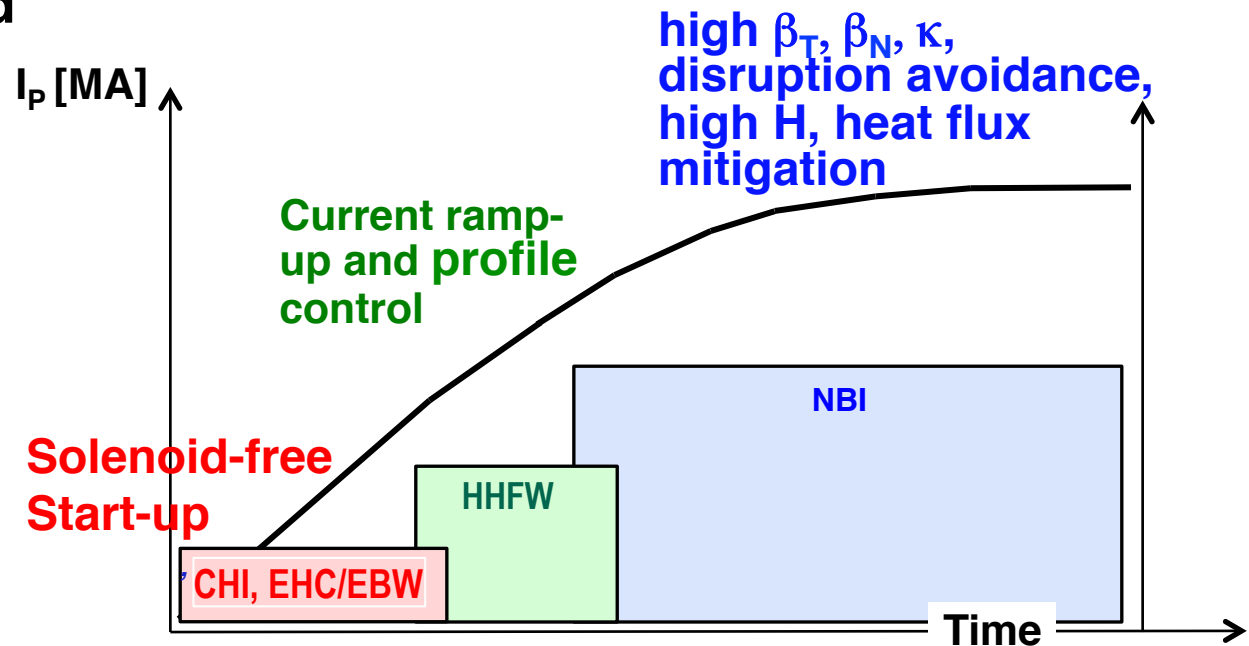 high βT, βN, κ,
disruption avoidance,
high H, heat flux
mitigation
IP [MA]
Current ramp-
up and profile
control
NBI
Solenoid-free
Start-up
HHFW
CHI, EHC/EBW
Time